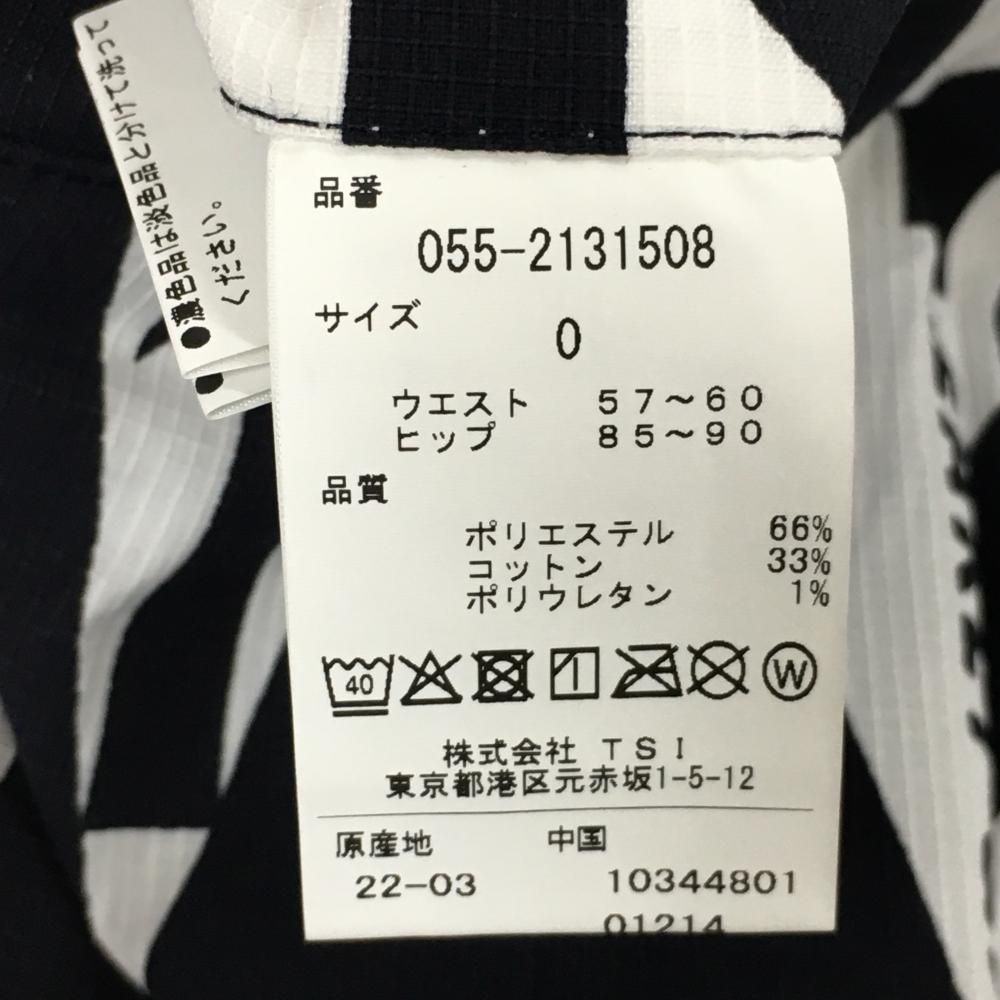 ●濃色品は淡色品と分けて洗って
ください。
●
品番
055-2131508
サイズ
0
ウエスト 57～60
ヒップ 85～90
品質
ポリエステル 66%
コットン 33%
ポリウレタン 1%
40
W
株式会社 TSI
東京都港区元赤坂1-5-12
原産地 中国
22-03 10344801
01214